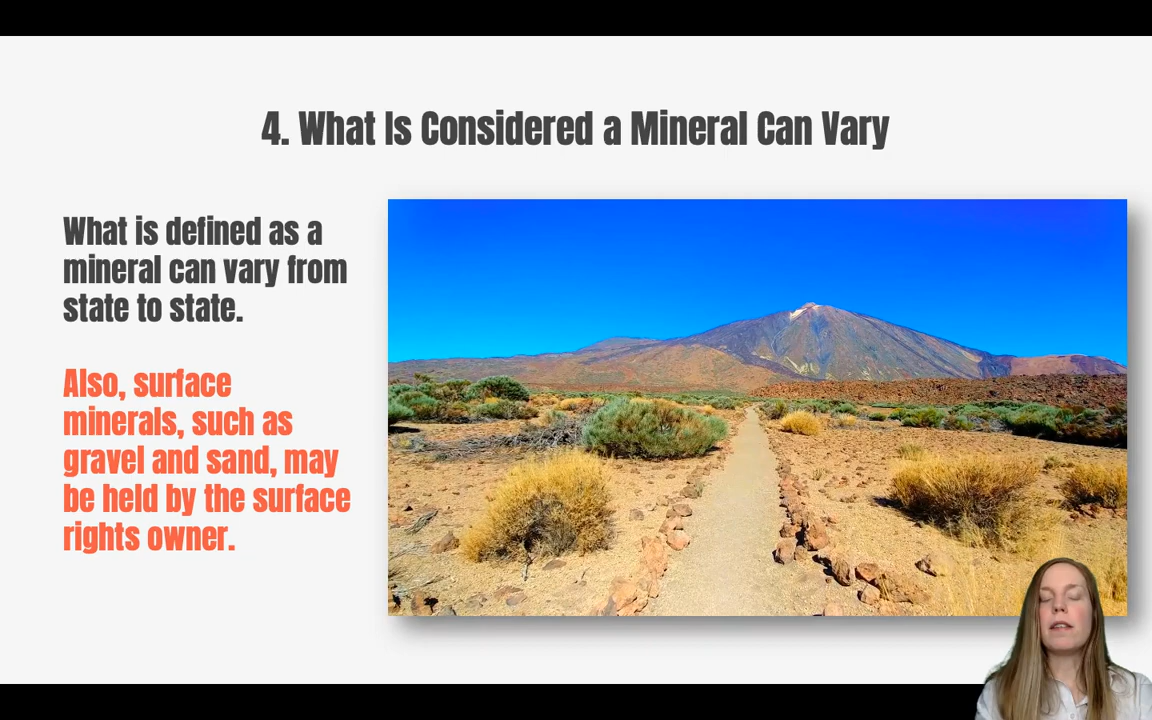 4. What Is Considered a Mineral Can Vary
What is defined as a
mineral can vary from
state to state.
Also, surface
minerals, such as
gravel and sand, may
be held by the surface
rights owner.